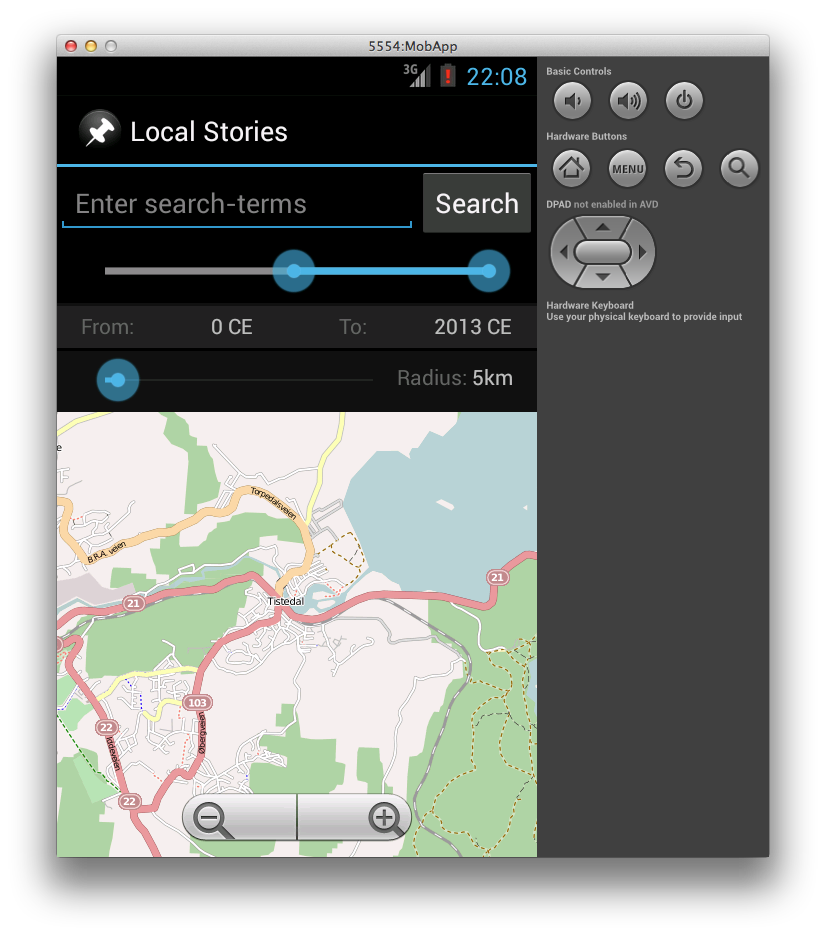 5554:MobApp
3G 22:08
Local Stories
Enter search-terms Search
From: 0 CE To: 2013 CE
Radius: 5km
e
Torpedalsveien
B.R.A. veien
21
21
Tistedal
103
22
Iddeveien
Øbergveien
22
Basic Controls
Hardware Buttons
MENU
DPAD not enabled in AVD
Hardware Keyboard
Use your physical keyboard to provide input